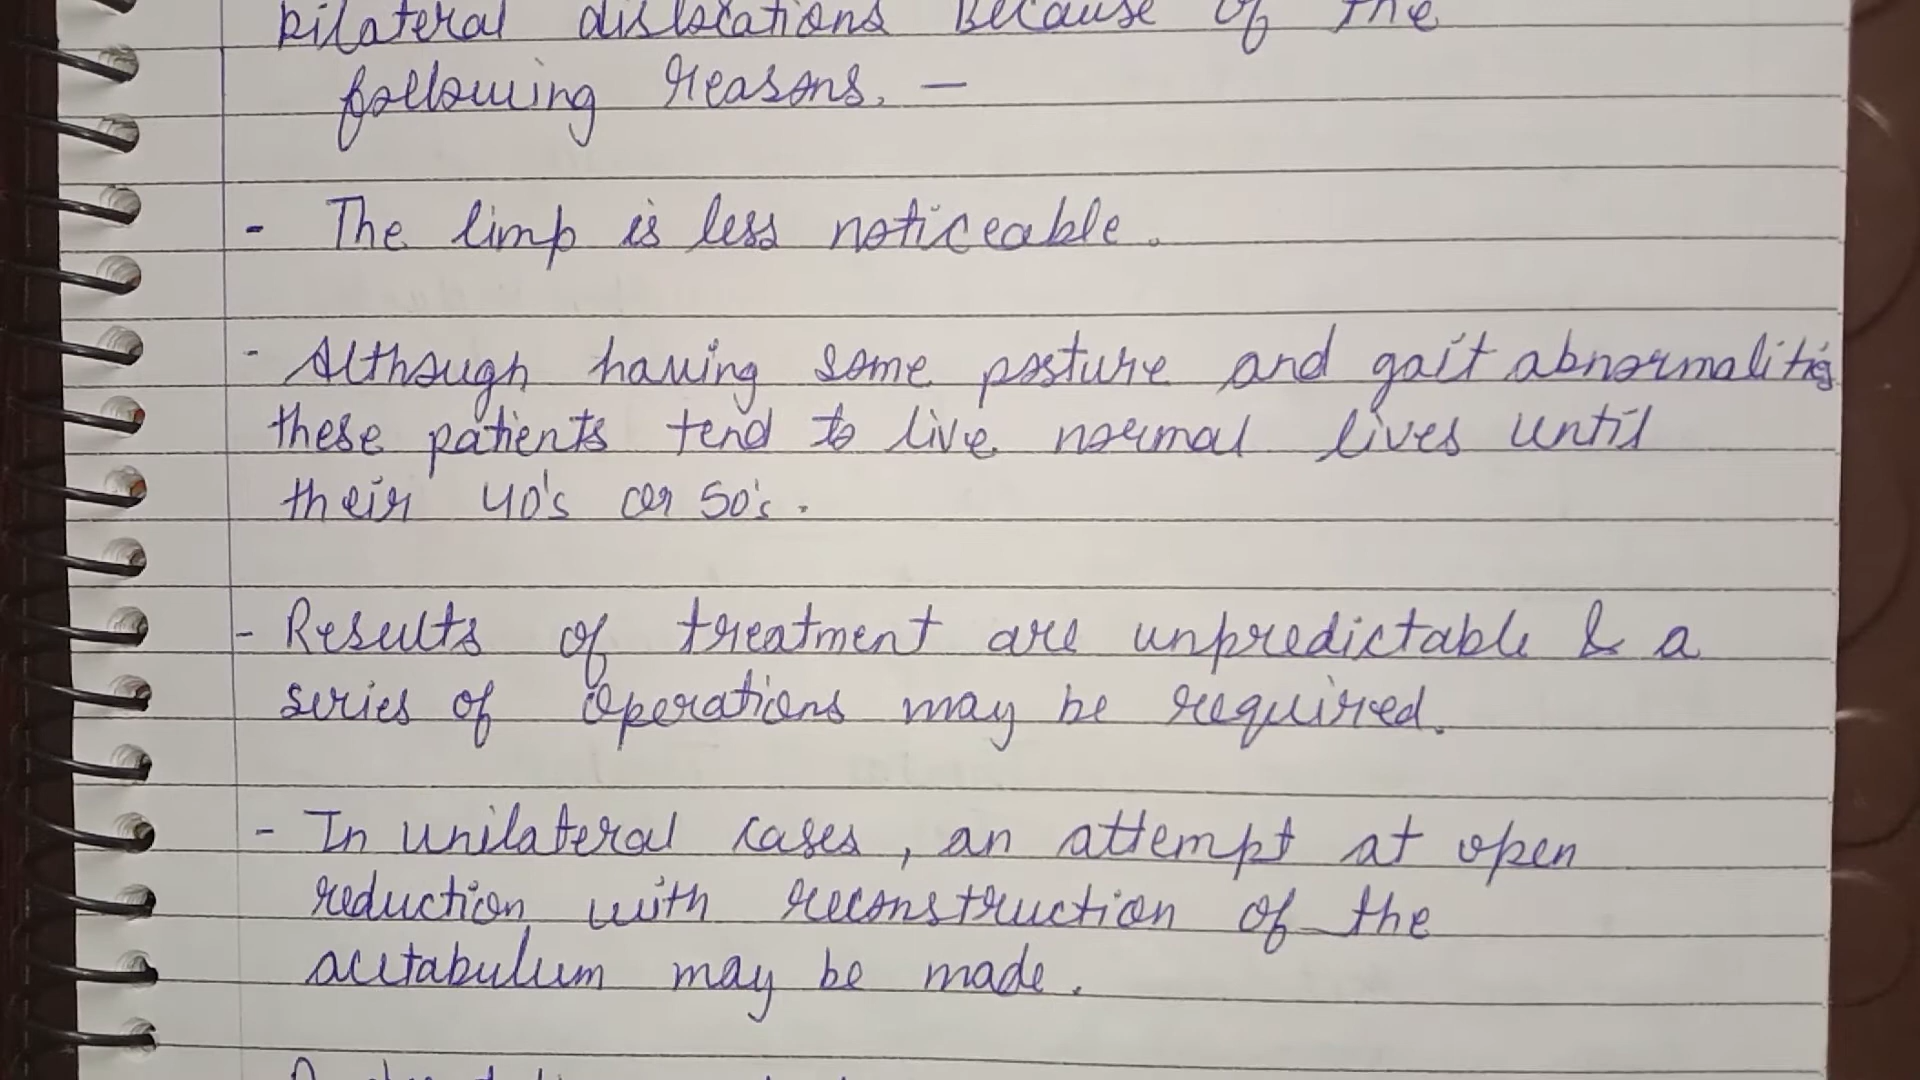 bilateral dislocations because of the
following reasons. —
- The limp is less noticeable.
- Although having some posture and gait abnormalities
these patients tend to live normal lives until
their 40's or 50's.
- Results of treatment are unpredictable & a
series of operations may be required.
- In unilateral cases, an attempt at open
reduction with reconstruction of the
acetabulum may be made.